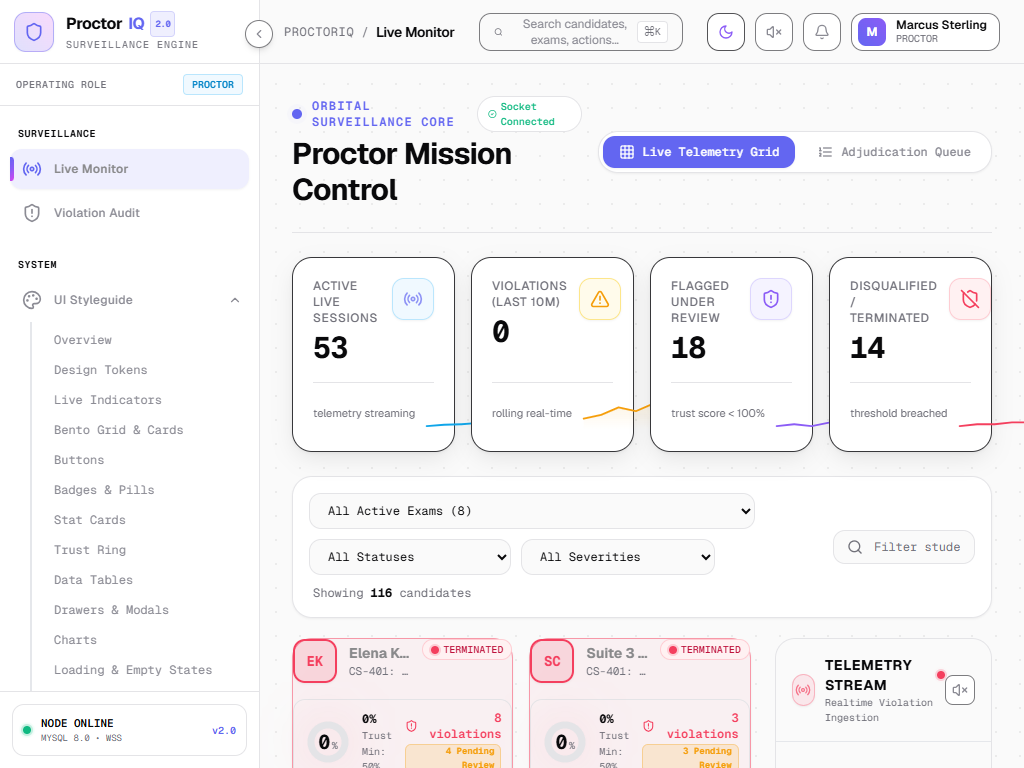 Proctor IQ 2.0
SURVEILLANCE ENGINE
OPERATING ROLE
PROCTOR
SURVEILLANCE
Live Monitor
Violation Audit
SYSTEM
UI Styleguide
Overview
Design Tokens
Live Indicators
Bento Grid & Cards
Buttons
Badges & Pills
Stat Cards
Trust Ring
Data Tables
Drawers & Modals
Charts
Loading & Empty States
NODE ONLINE
MYSQL 8.0 • WSS
v2.0
PROCTORIQ / Live Monitor
Search candidates,
exams, actions…
⌘K
M
Marcus Sterling
PROCTOR
ORBITAL
SURVEILLANCE CORE
Socket
Connected
Proctor Mission
Control
Live Telemetry Grid
Adjudication Queue
ACTIVE
LIVE
SESSIONS
53
telemetry streaming
VIOLATIONS
(LAST 10M)
0
rolling real-time
FLAGGED
UNDER
REVIEW
18
trust score < 100%
DISQUALIFIED
/
TERMINATED
14
threshold breached
All Active Exams (8)
All Statuses
All Severities
Filter stude
Showing 116 candidates
EK
Elena K…
CS-401: …
TERMINATED
0%
0%
Trust
Min:
50%
8
violations
4 Pending
Review
SC
Suite 3 …
CS-401: …
TERMINATED
0%
0%
Trust
Min:
50%
3
violations
3 Pending
Review
TELEMETRY
STREAM
Realtime Violation
Ingestion